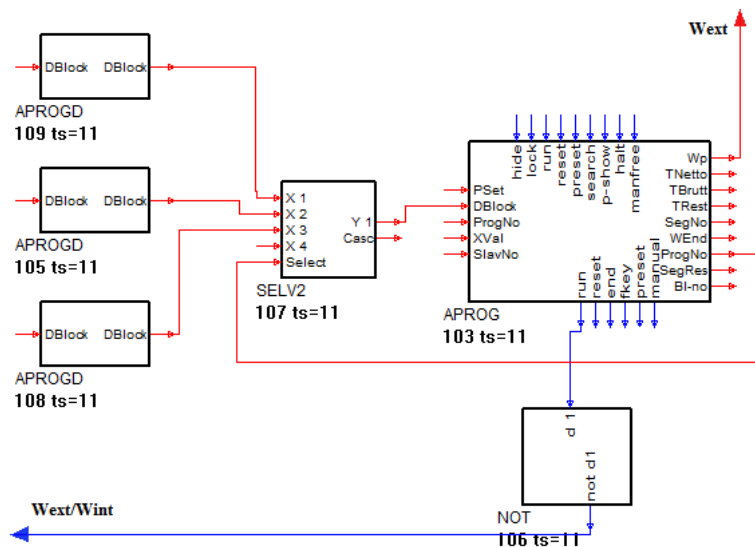 Wext
DBlock DBlock
APROGD
109 ts=11
DBlock DBlock
APROGD
105 ts=11
DBlock DBlock
APROGD
108 ts=11
X 1
X 2
X 3
X 4
Select
Y 1
Casc
SELV2
107 ts=11
hide
lock
run
reset
preset
search
p-show
halt
manfree
PSet
DBlock
ProgNo
XVal
SlavNo
Wp
TNetto
TBrutt
TRest
SegNo
WEnd
ProgNo
SegRes
Bl-no
run
reset
end
fkey
preset
manual
APROG
103 ts=11
d 1
not d1
NOT
106 ts=11
Wext/Wint